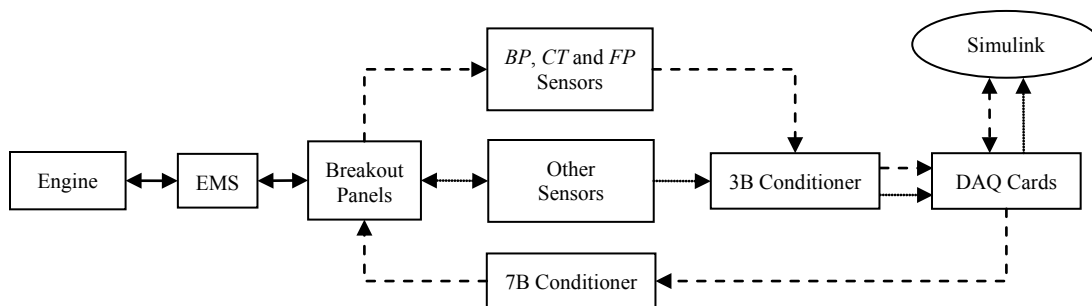 BP, CT and FP
Sensors
Simulink
Engine
EMS
Breakout
Panels
Other
Sensors
3B Conditioner
DAQ Cards
7B Conditioner